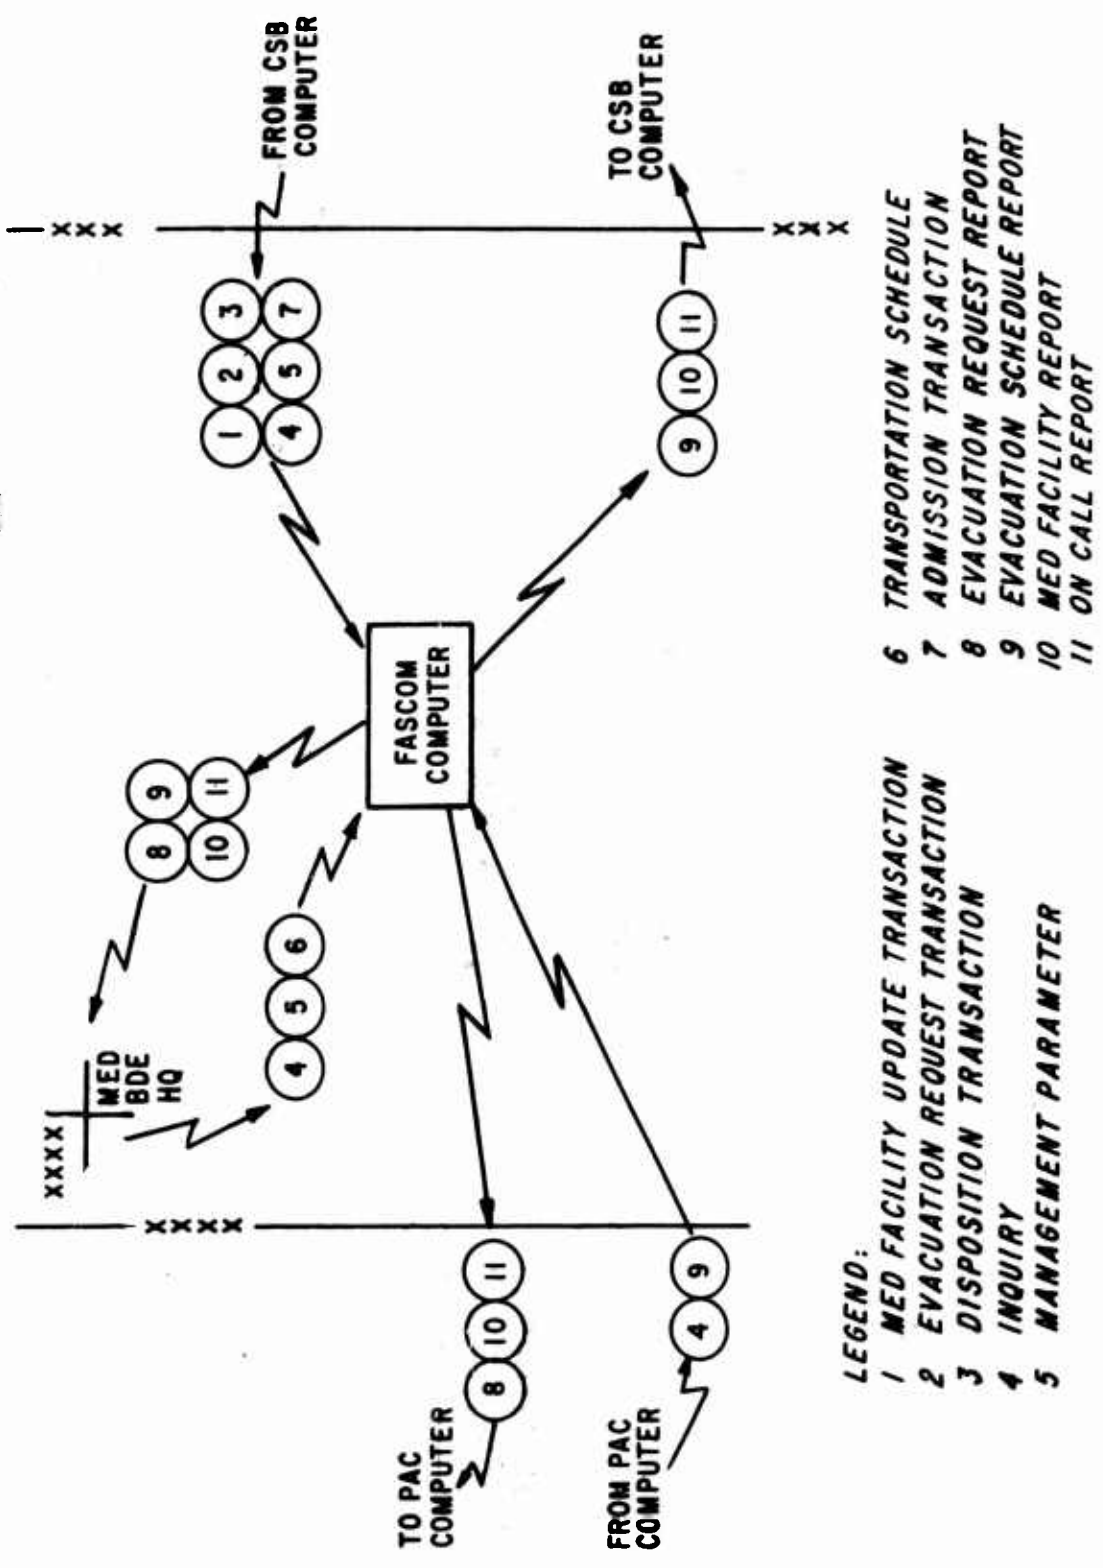 XXXX
MED
BDE
HQ
8 9
10 11
4 5 6
I
XXX
1 2 3
4 5 7
FROM CSB
COMPUTER
XXXX
FASCOM
COMPUTER
TO PAC
COMPUTER
8 10 11
9 10 11
TO CSB
COMPUTER
FROM PAC
COMPUTER
4 9
XXX
LEGEND:
1 MED FACILITY UPDATE TRANSACTION
2 EVACUATION REQUEST TRANSACTION
3 DISPOSITION TRANSACTION
4 INQUIRY
5 MANAGEMENT PARAMETER
6 TRANSPORTATION SCHEDULE
7 ADMISSION TRANSACTION
8 EVACUATION REQUEST REPORT
9 EVACUATION SCHEDULE REPORT
10 MED FACILITY REPORT
11 ON CALL REPORT